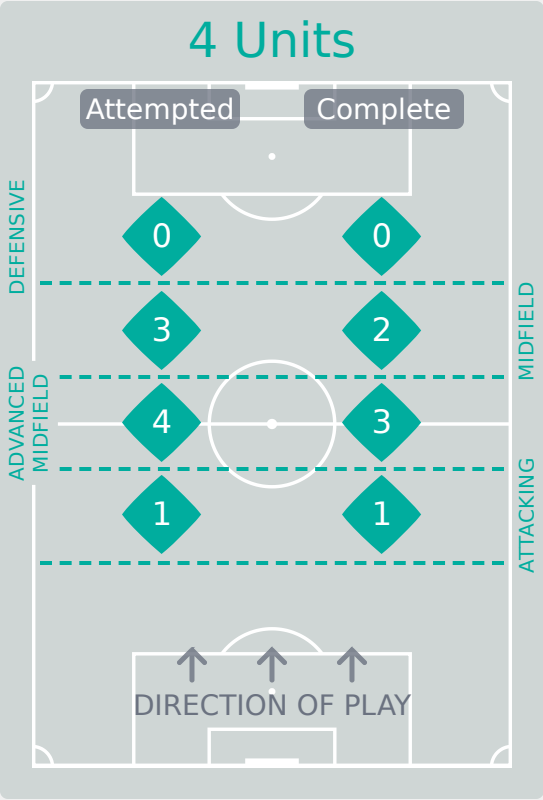 4 Units
Attempted
Complete
DEFENSIVE
0
0
MIDFIELD
3
2
ADVANCED
MIDFIELD
4
3
ATTACKING
1
1
DIRECTION OF PLAY